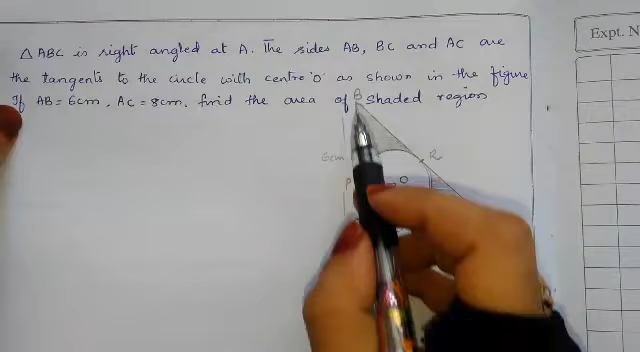 △ ABC is right angled at A. The sides AB, BC and AC are
the tangents to the circle with centre 'O' as shown in the figure
If AB = 6cm, AC = 8cm, find the area of shaded region
B
6cm
R
P
O
Expt. N